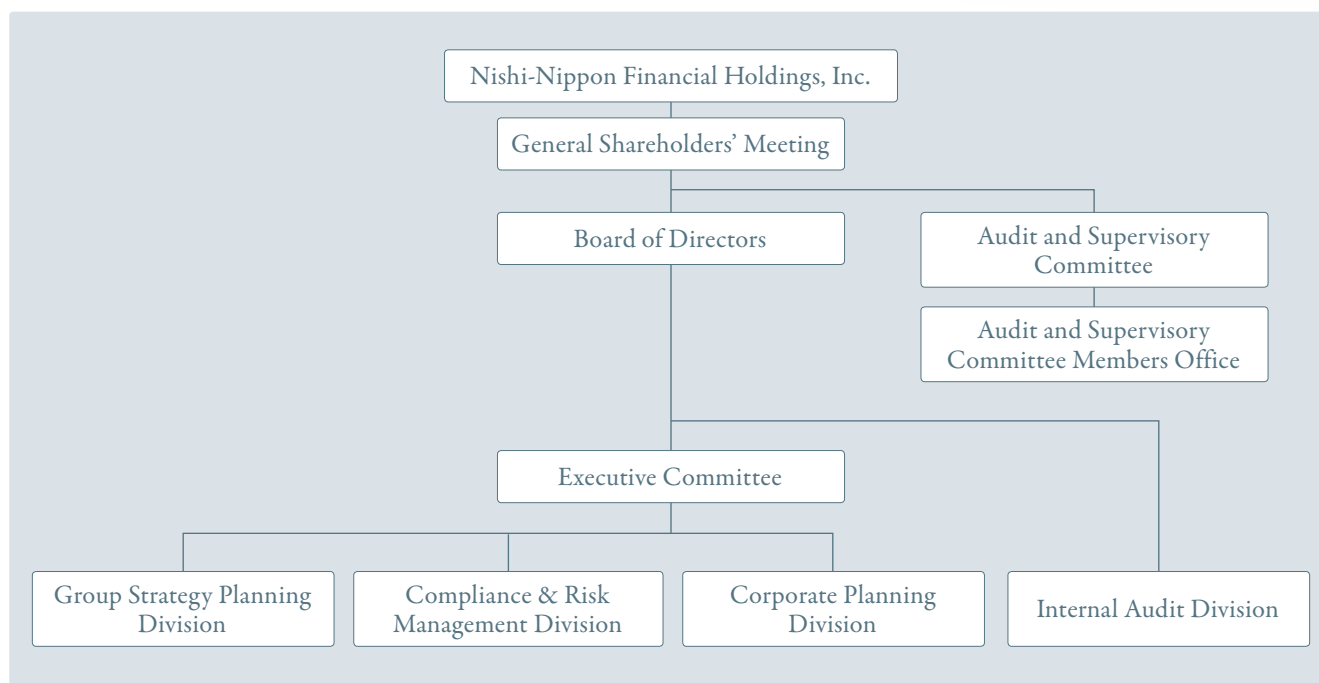 Nishi-Nippon Financial Holdings, Inc.
General Shareholders’ Meeting
Board of Directors
Audit and Supervisory
Committee
Audit and Supervisory
Committee Members Office
Executive Committee
Group Strategy Planning
Division
Compliance & Risk
Management Division
Corporate Planning
Division
Internal Audit Division